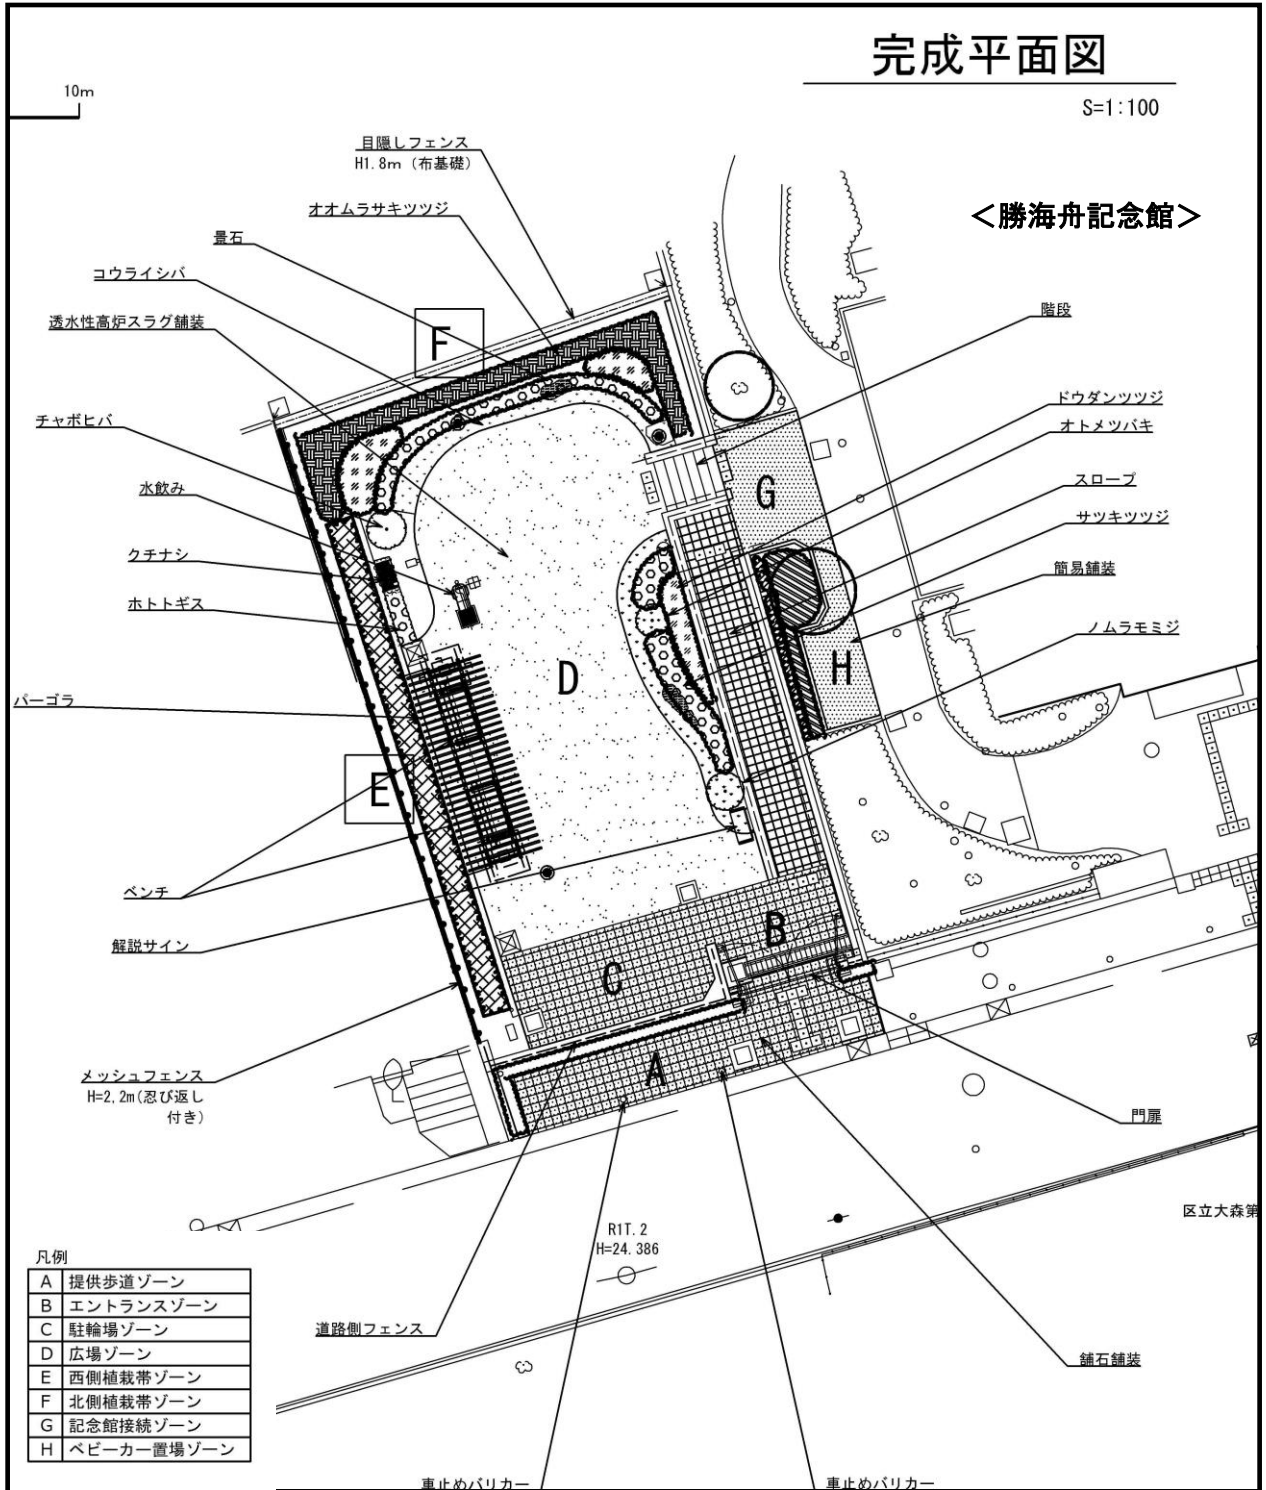 完成平面図
S=1:100
10m
<勝海舟記念館>
目隠しフェンス
H1.8m（布基礎）
オオムラサキツツジ
景石
コウライシバ
透水性高炉スラグ舗装
チャボヒバ
水飲み
クチナシ
ホトトギス
パーゴラ
ベンチ
解説サイン
メッシュフェンス
H=2,2m(忍び返し
付き)
階段
ドウダンツツジ
オトメツバキ
スロープ
サツキツツジ
簡易舗装
ノムラモミジ
F
G
H
D
E
B
C
A
門扉
区立大森第
R1T.2
H=24.386
道路側フェンス
舗石舗装
車止めバリカー
車止めバリカー
凡例
A 提供歩道ゾーン
B エントランスゾーン
C 駐輪場ゾーン
D 広場ゾーン
E 西側植栽帯ゾーン
F 北側植栽帯ゾーン
G 記念館接続ゾーン
H ベビーカー置場ゾーン